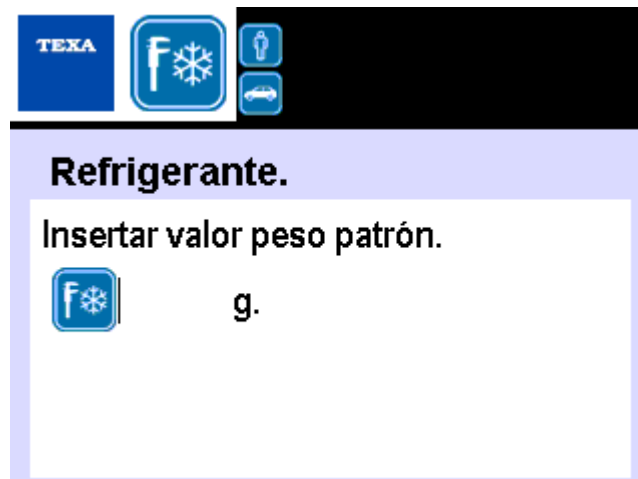 TEXA
Refrigerante.
Insertar valor peso patrón.
g.